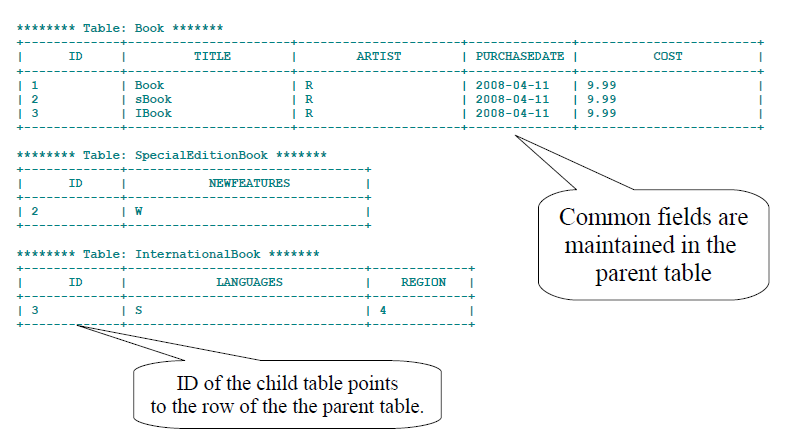 ******** Table: Book *******
| ID | TITLE | ARTIST | PURCHASEDATE | COST |
| 1 | Book | R | 2008-04-11 | 9.99 |
| 2 | sBook | R | 2008-04-11 | 9.99 |
| 3 | IBook | R | 2008-04-11 | 9.99 |
******** Table: SpecialEditionBook *******
| ID | NEWFEATURES |
| 2 | W |
******** Table: InternationalBook *******
| ID | LANGUAGES | REGION |
| 3 | S | 4 |
Common fields are
maintained in the
parent table
ID of the child table points
to the row of the the parent table.